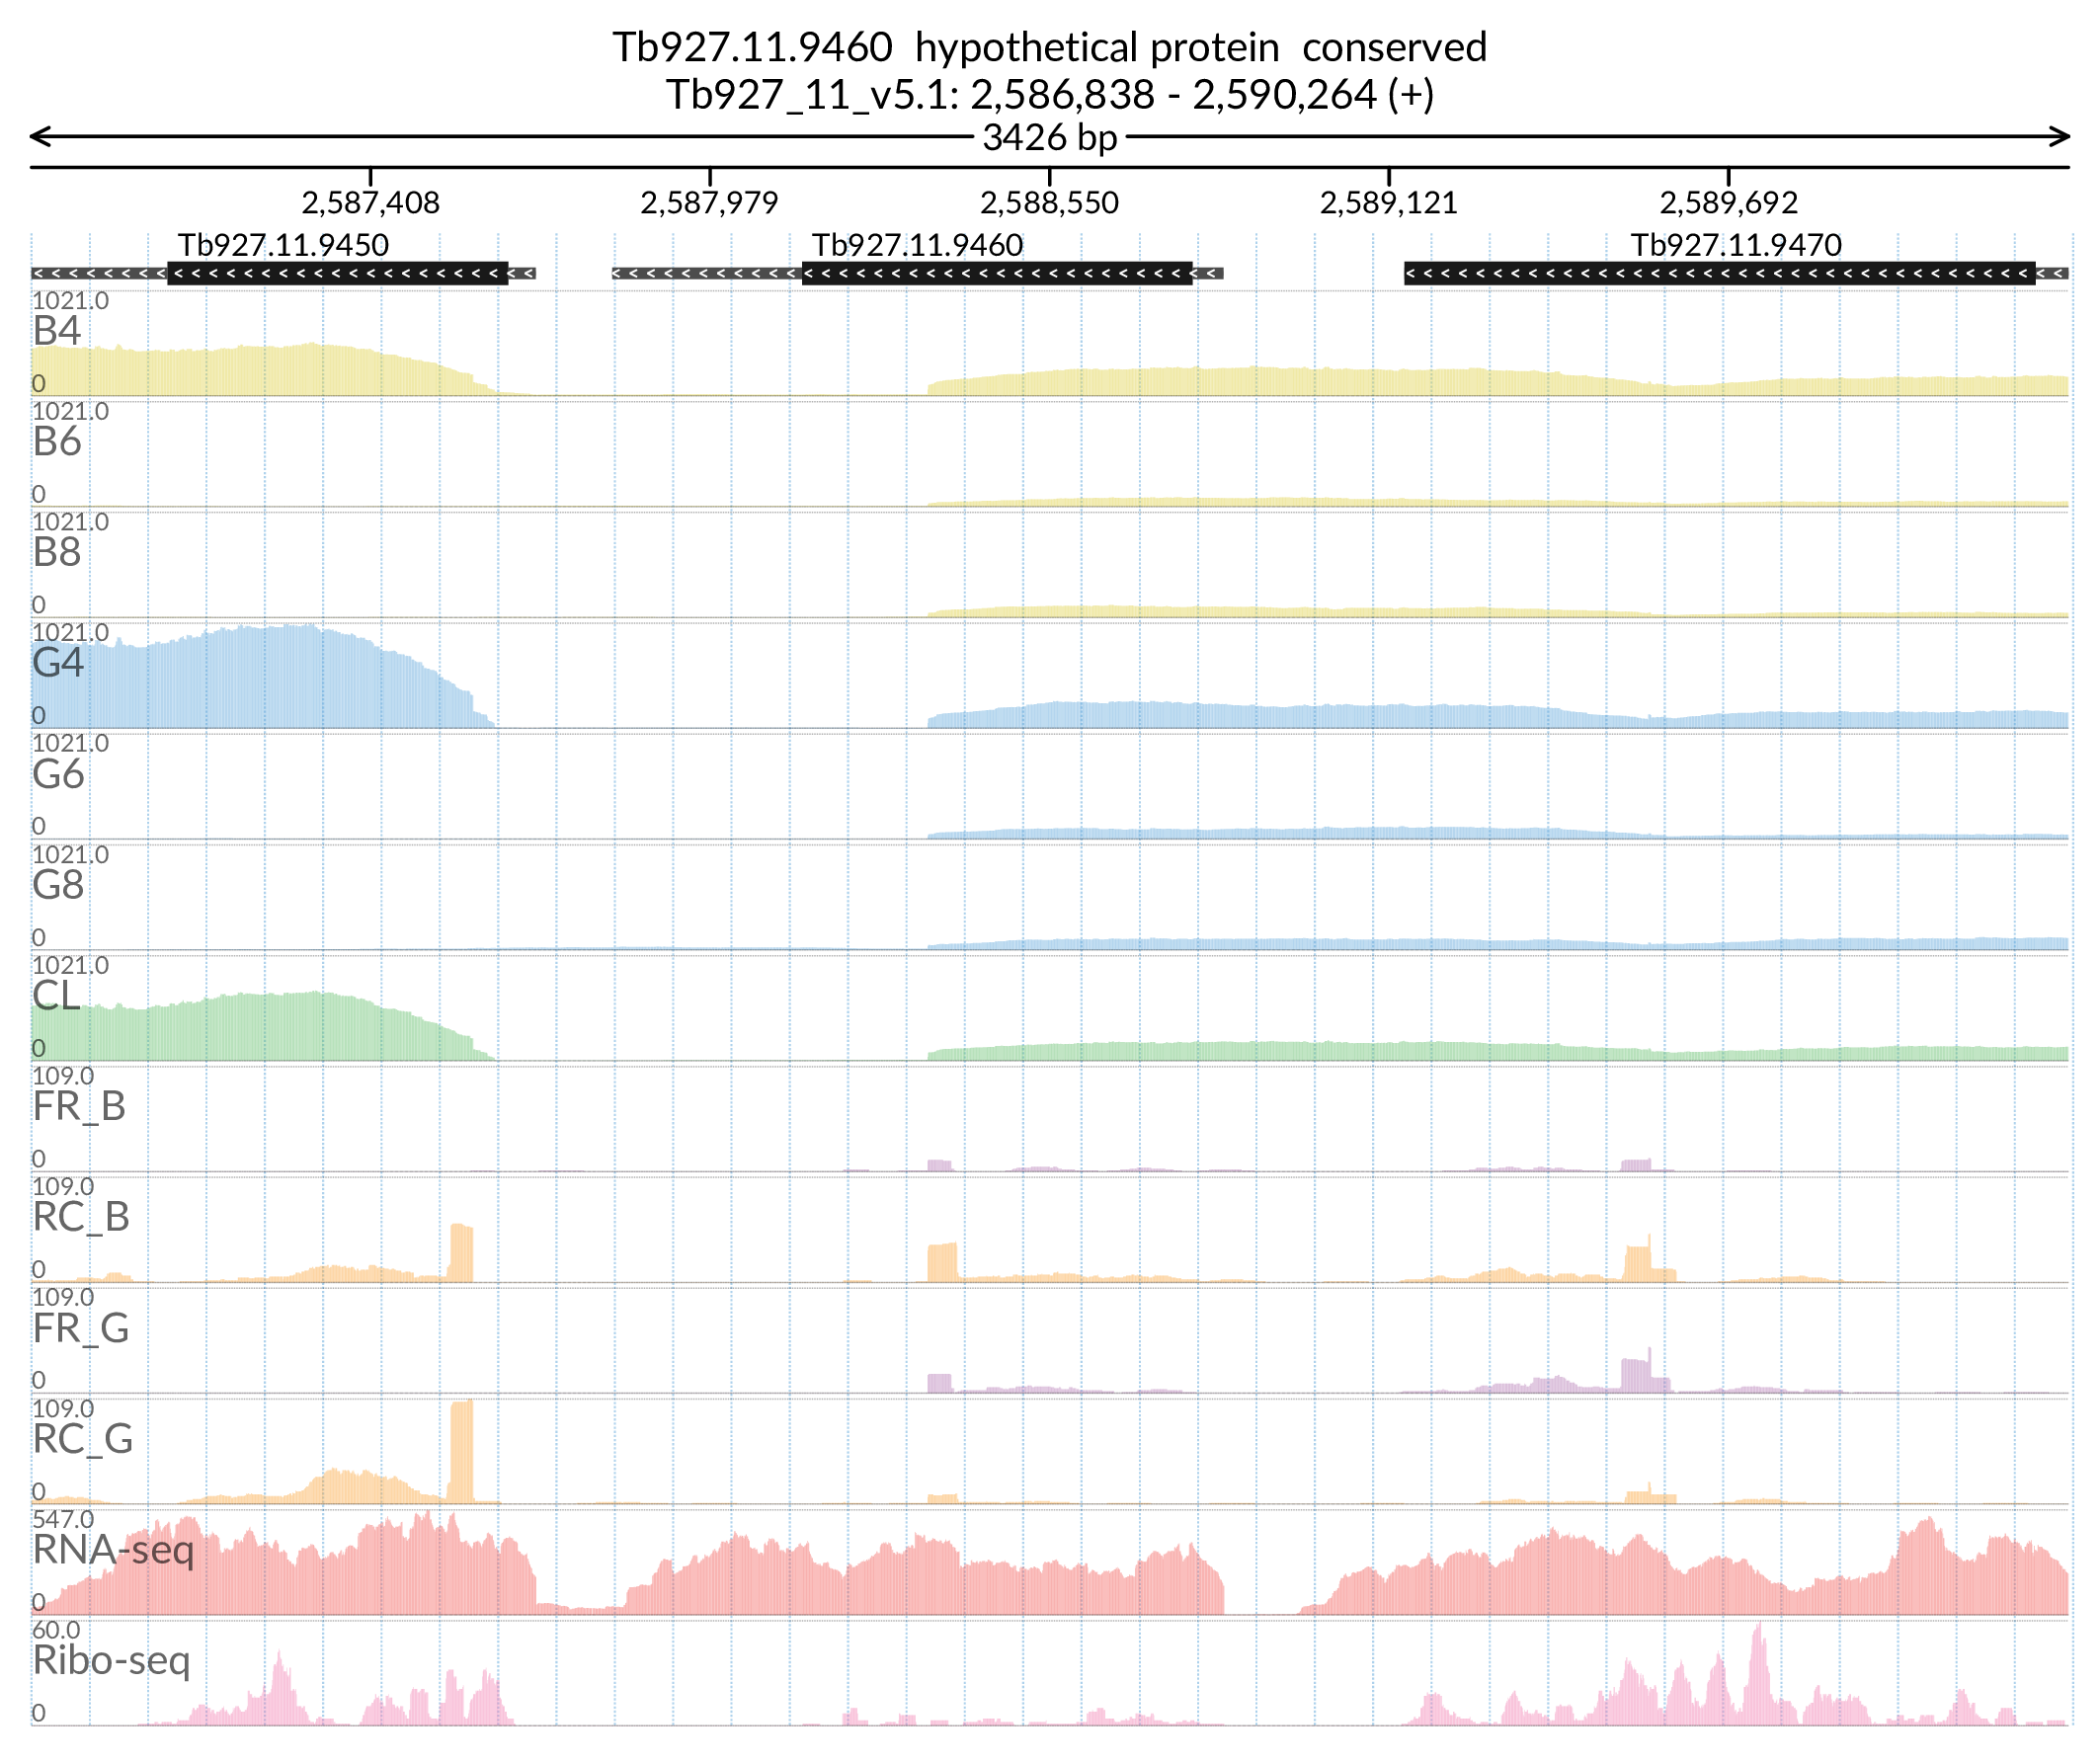 Tb927.11.9460  hypothetical protein  conserved
Tb927_11_v5.1: 2,586,838 - 2,590,264 (+)
3426 bp
2,587,408 2,587,979 2,588,550 2,589,121 2,589,692
Tb927.11.9450 Tb927.11.9460 Tb927.11.9470
1021.0
B4
0
1021.0
B6
0
1021.0
B8
0
1021.0
G4
0
1021.0
G6
0
1021.0
G8
0
1021.0
CL
0
109.0
FR_B
0
109.0
RC_B
0
109.0
FR_G
0
109.0
RC_G
0
547.0
RNA-seq
0
60.0
Ribo-seq
0